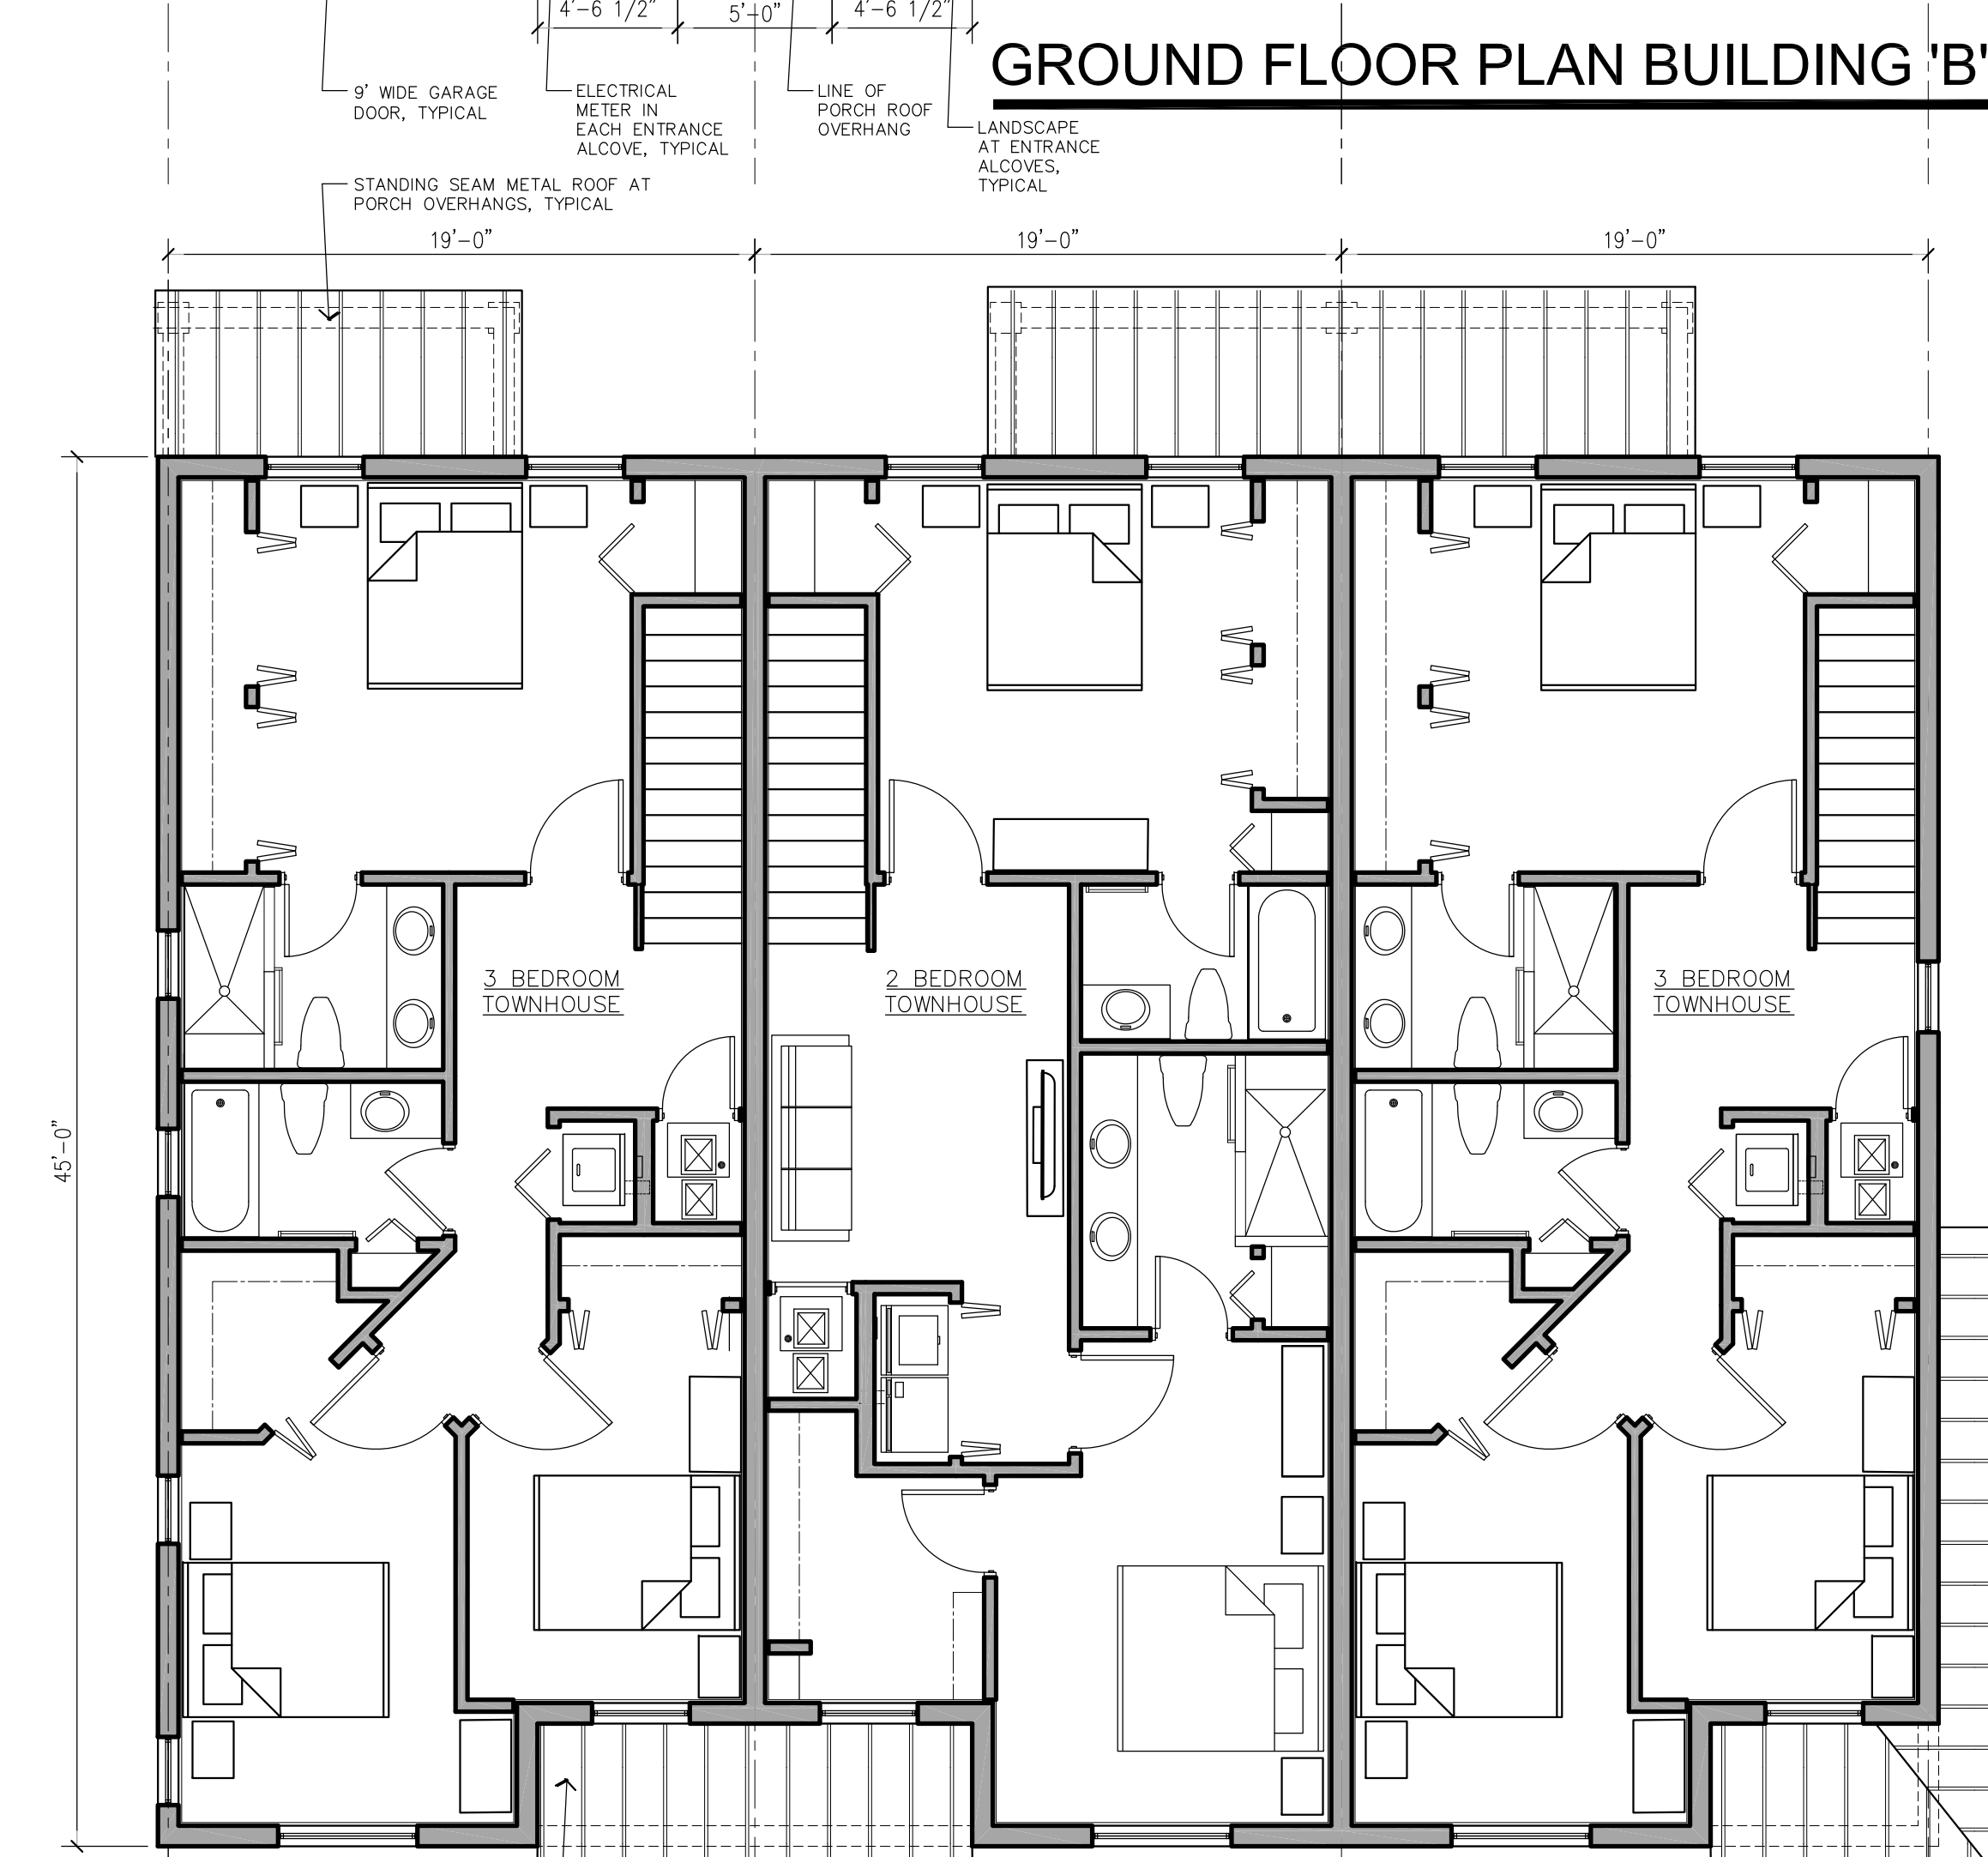 4'-6 1/2"
5'-0"
4'-6 1/2"
GROUND FLOOR PLAN BUILDING 'B'
9' WIDE GARAGE
DOOR, TYPICAL
ELECTRICAL
METER IN
EACH ENTRANCE
ALCOVE, TYPICAL
LINE OF
PORCH ROOF
OVERHANG
LANDSCAPE
AT ENTRANCE
ALCOVES,
TYPICAL
STANDING SEAM METAL ROOF AT
PORCH OVERHANGS, TYPICAL
19'-0"
19'-0"
19'-0"
3 BEDROOM
TOWNHOUSE
2 BEDROOM
TOWNHOUSE
3 BEDROOM
TOWNHOUSE
45'-0"